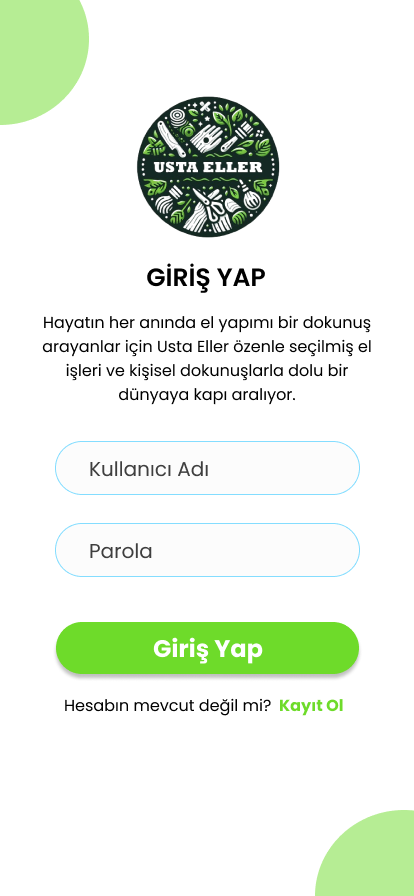 USTA ELLER
GİRİŞ YAP
Hayatın her anında el yapımı bir dokunuş
arayanlar için Usta Eller özenle seçilmiş el
işleri ve kişisel dokunuşlarla dolu bir
dünyaya kapı aralıyor.
Kullanıcı Adı
Parola
Giriş Yap
Hesabın mevcut değil mi? Kayıt Ol